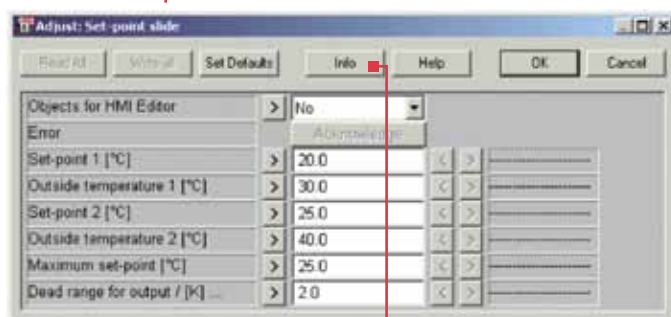 Adjust: Set-point slide
Read All Write all Set Defaults Info Help OK Cancel
Objects for HMI Editor > No
Error Acknowledge
Set-point 1 [°C] > 20.0 < >
Outside temperature 1 [°C] > 30.0 < >
Set-point 2 [°C] > 25.0 < >
Outside temperature 2 [°C] > 40.0 < >
Maximum set-point [°C] > 25.0 < >
Dead range for output / [K] ... > 2.0 < >